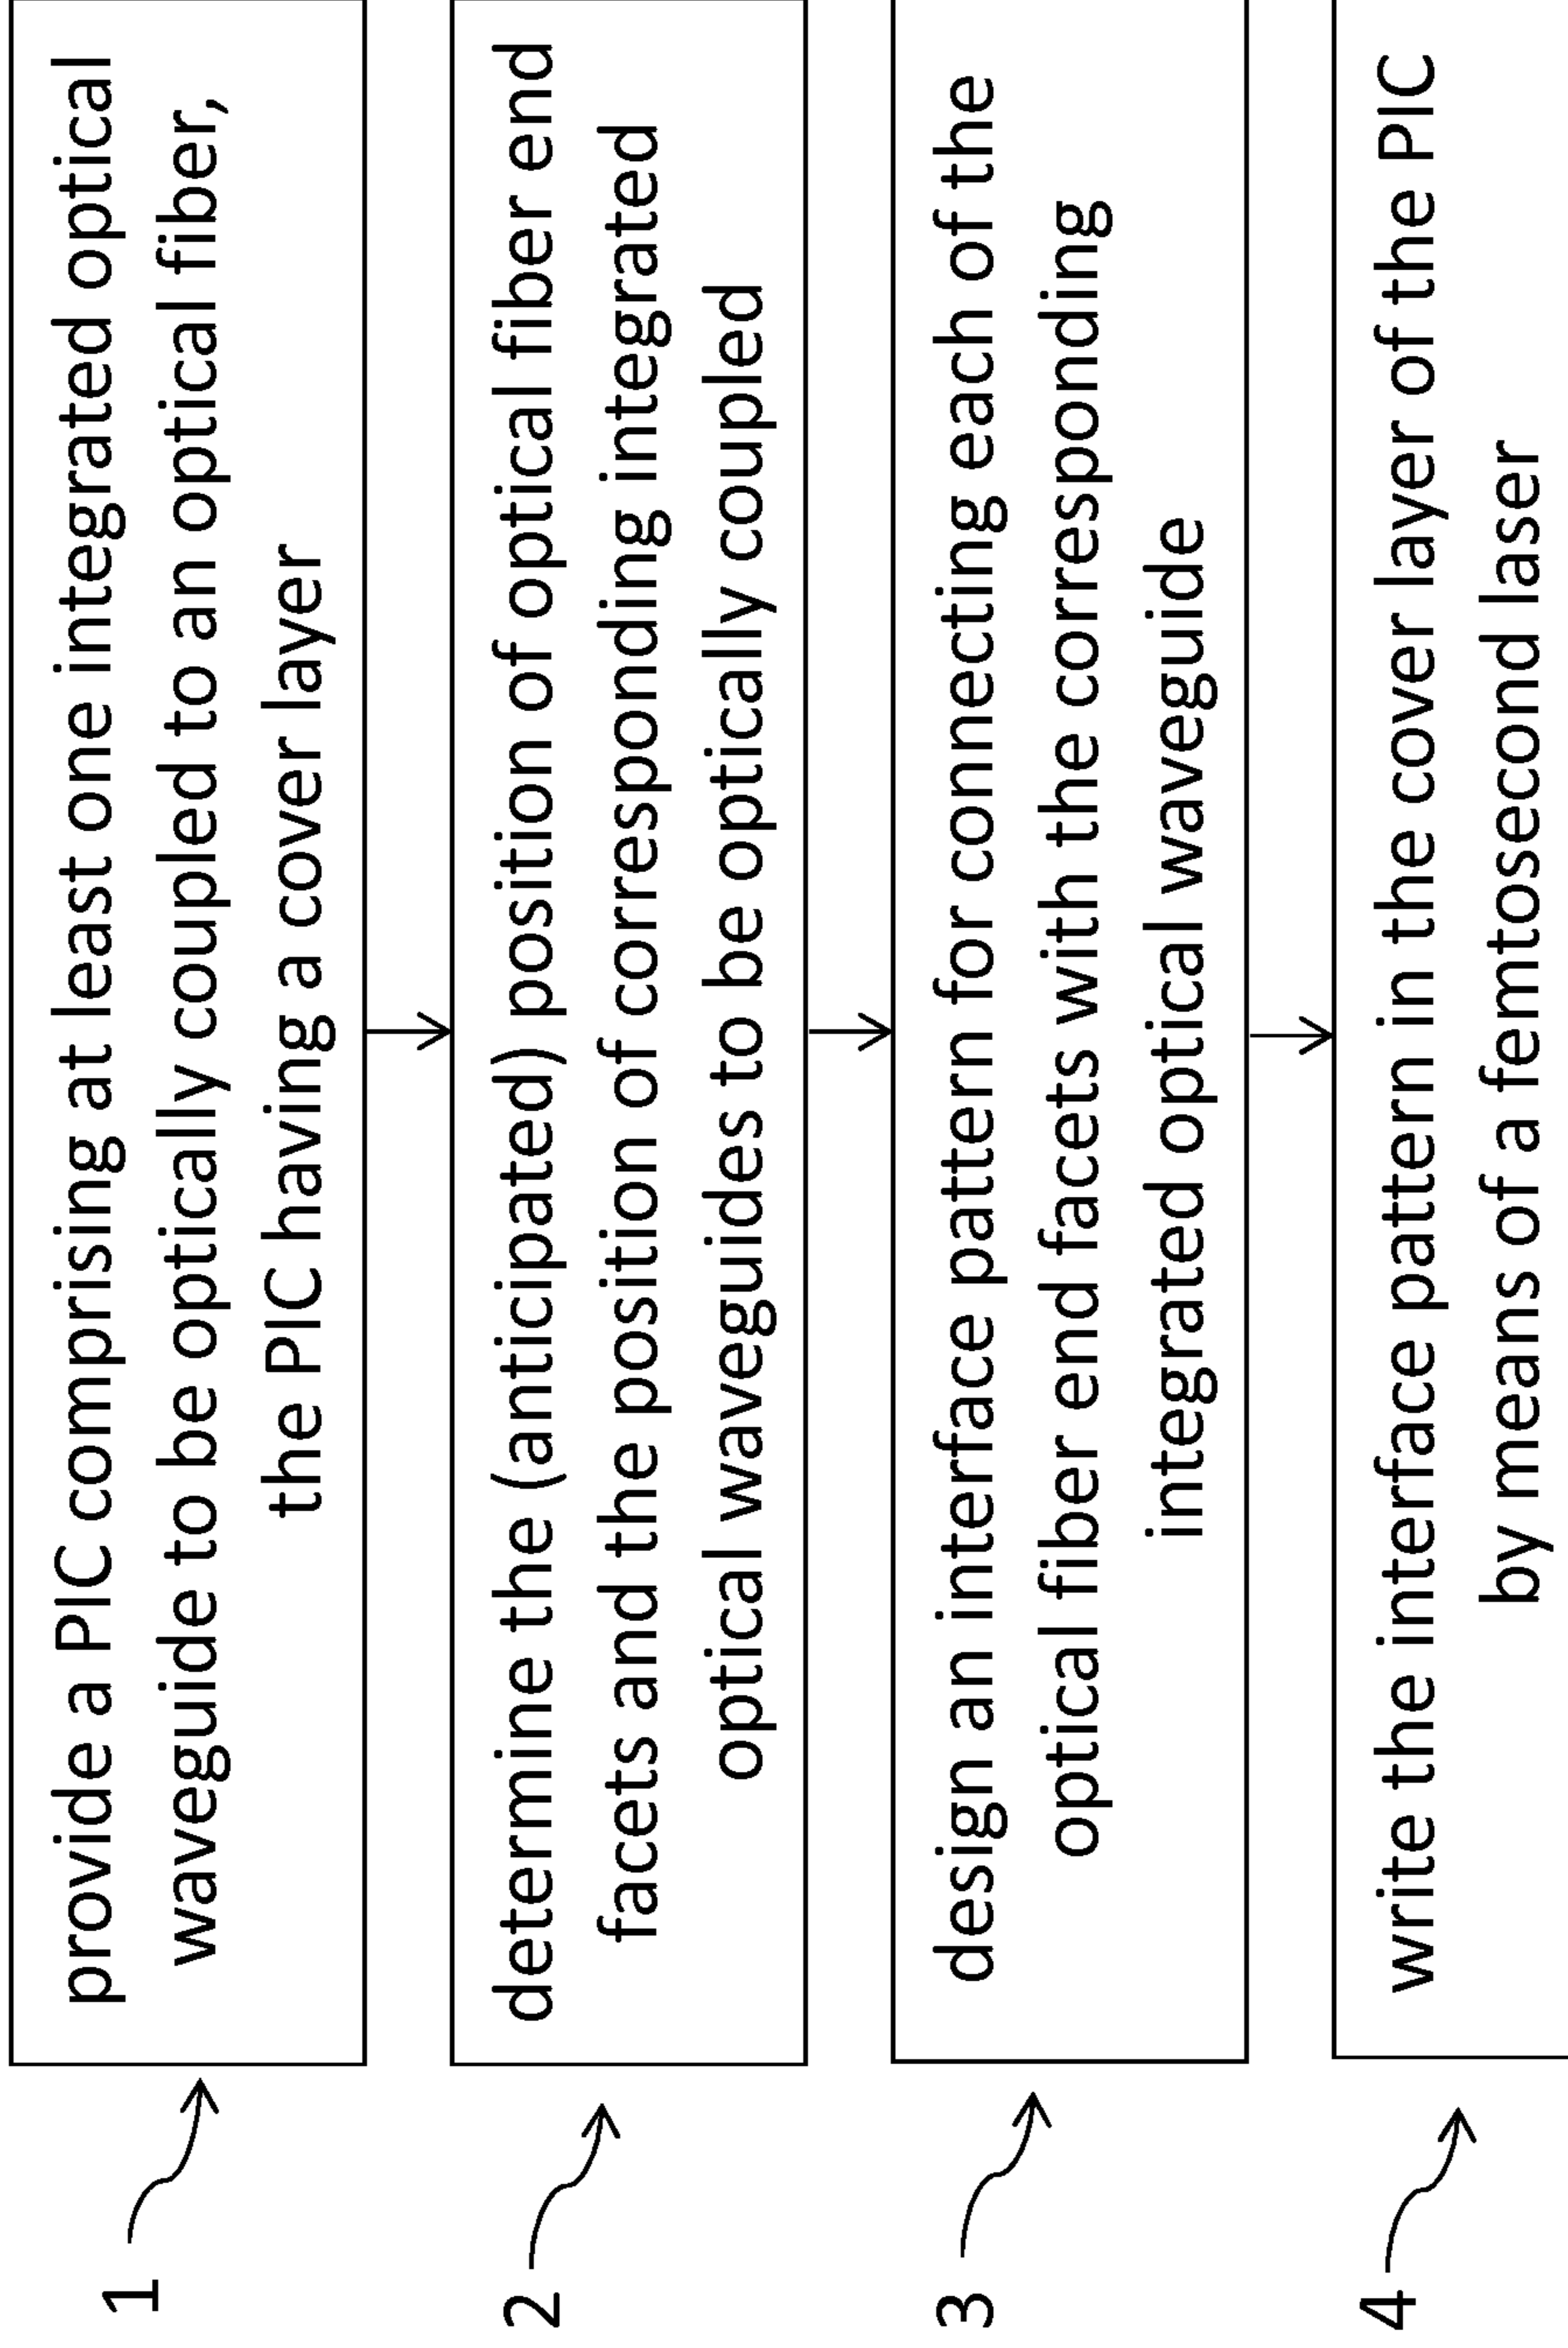 1
provide a PIC comprising at least one integrated optical
waveguide to be optically coupled to an optical fiber,
the PIC having a cover layer
2
determine the (anticipated) position of optical fiber end
facets and the position of corresponding integrated
optical waveguides to be optically coupled
3
design an interface pattern for connecting each of the
optical fiber end facets with the corresponding
integrated optical waveguide
4
write the interface pattern in the cover layer of the PIC
by means of a femtosecond laser